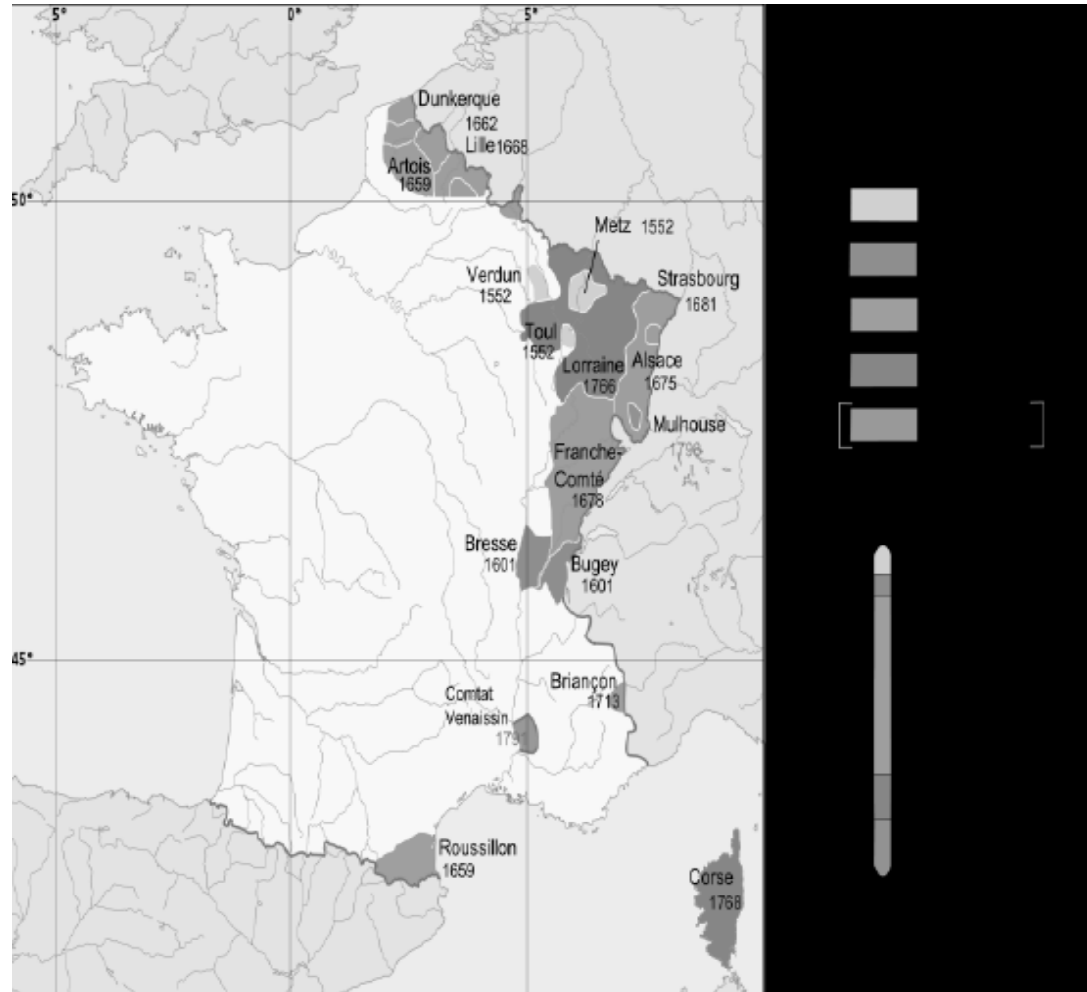 5° 0° 5°
Dunkerque
1662
Lille 1668
Artois
1659
50°
Metz 1552
Verdun
1552
Strasbourg
1681
Toul
1552
Lorraine
1766
Alsace
1675
Mulhouse
1798
Franche-
Comté
1678
Bresse
1601
Bugey
1601
45°
Briançon
1713
Comtat
Venaissin
1791
Roussillon
1659
Corse
1768